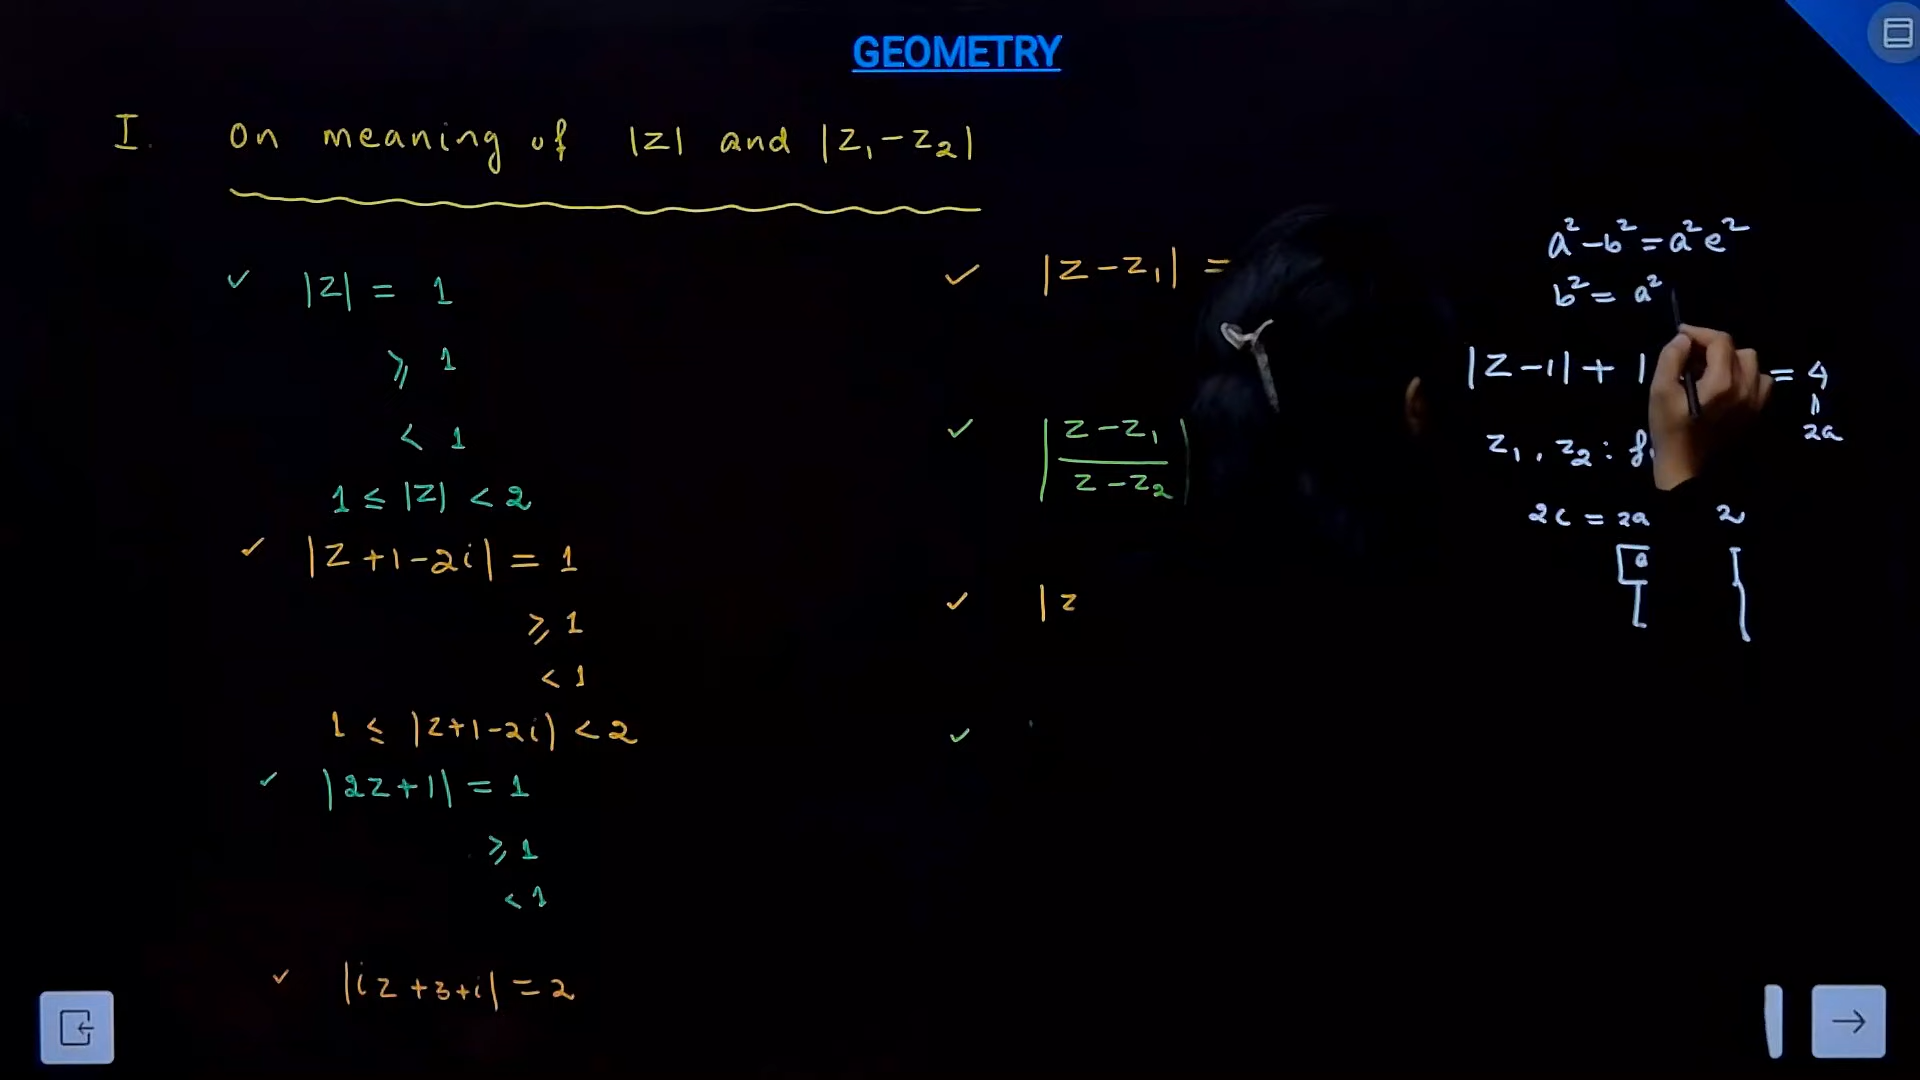 GEOMETRY
I. On meaning of |z| and |z₁-z₂|
|z| = 1
⩾ 1
< 1
1 ≤ |z| < 2
|z+1-2i| = 1
⩾ 1
< 1
1 ≤ |z+1-2i| < 2
|2z+1| = 1
⩾ 1
< 1
|iz+3+i| = 2
|z-z₁| =
|z-z₁ / z-z₂|
|z
a²-b² = a²e²
b² = a²
|z-1| + | = 4
2a
z₁, z₂ :
2c = 2a 2
a